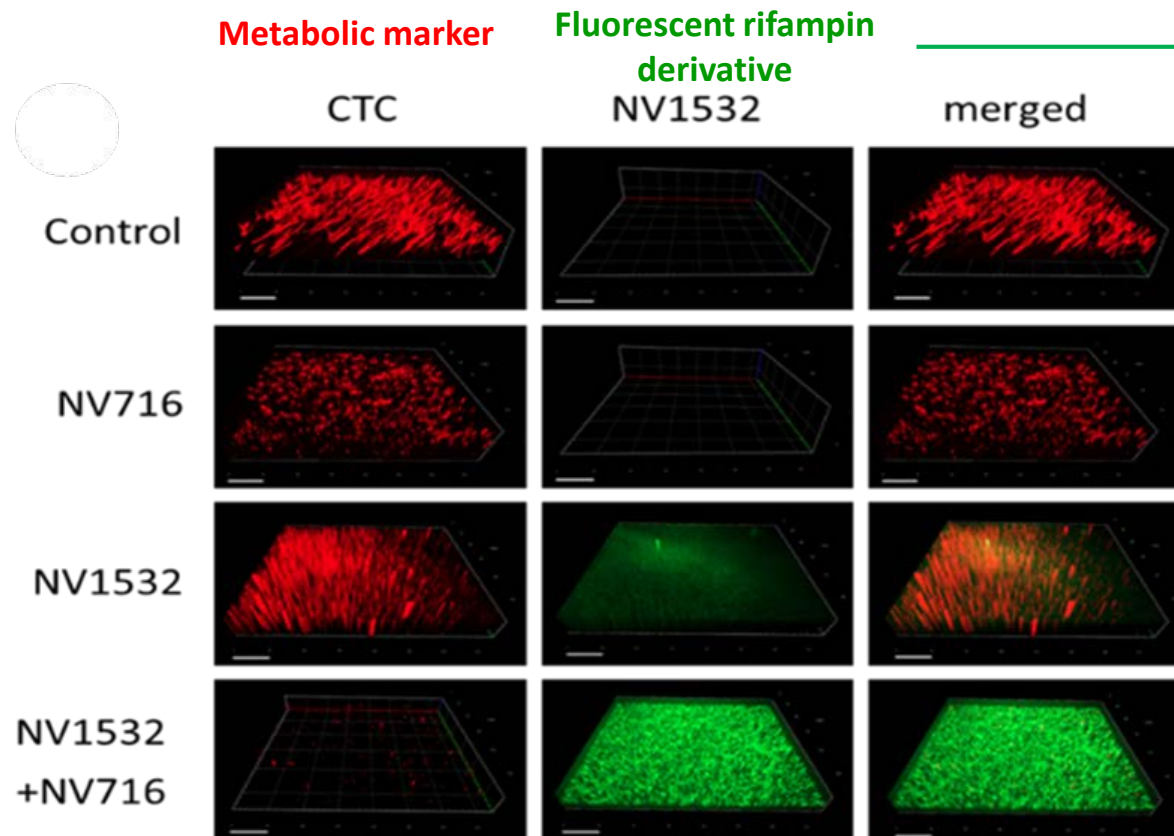 Metabolic marker
Fluorescent rifampin
derivative
CTC
NV1532
merged
Control
NV716
NV1532
NV1532
+NV716